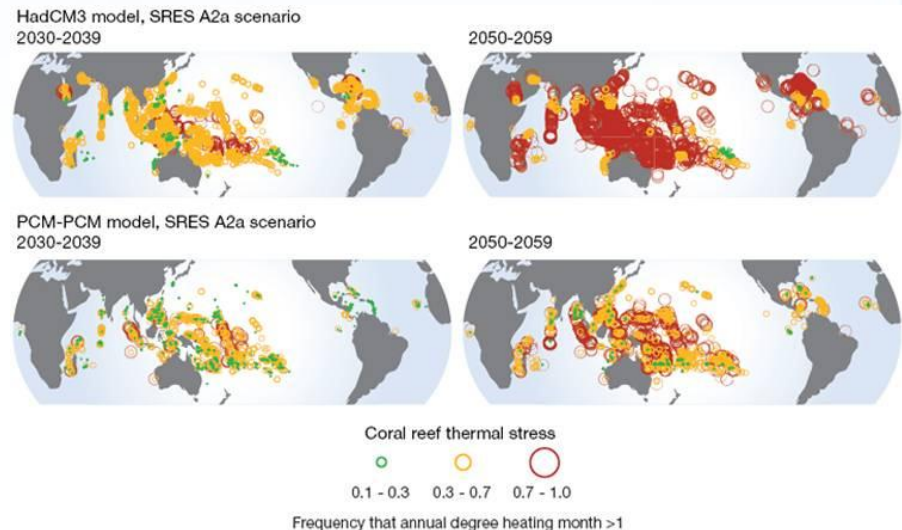 HadCM3 model, SRES A2a scenario
2030-2039
2050-2059
PCM-PCM model, SRES A2a scenario
2030-2039
2050-2059
Coral reef thermal stress
0.1 - 0.3
0.3 - 0.7
0.7 - 1.0
Frequency that annual degree heating month >1